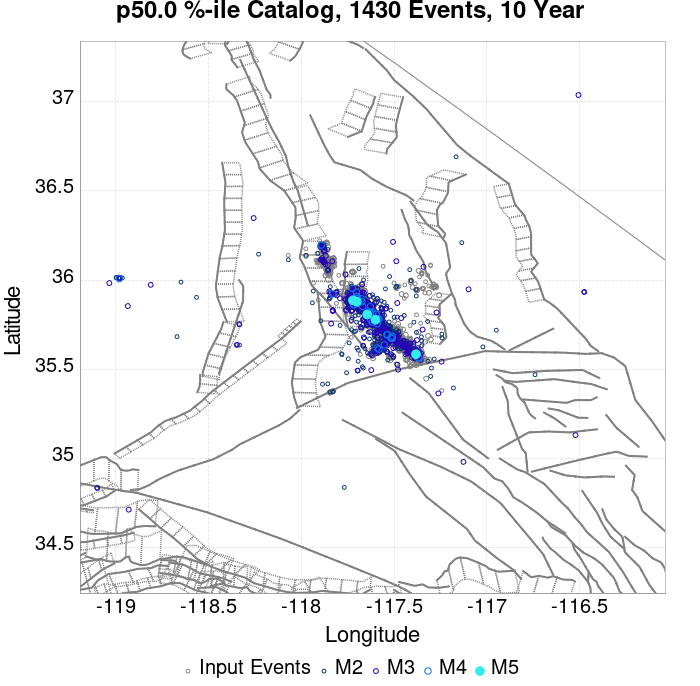 p50.0 %-ile Catalog, 1430 Events, 10 Year
37
36.5
36
35.5
35
34.5
Latitude
-119
-118.5
-118
-117.5
-117
-116.5
Longitude
Input Events
M2
M3
M4
M5